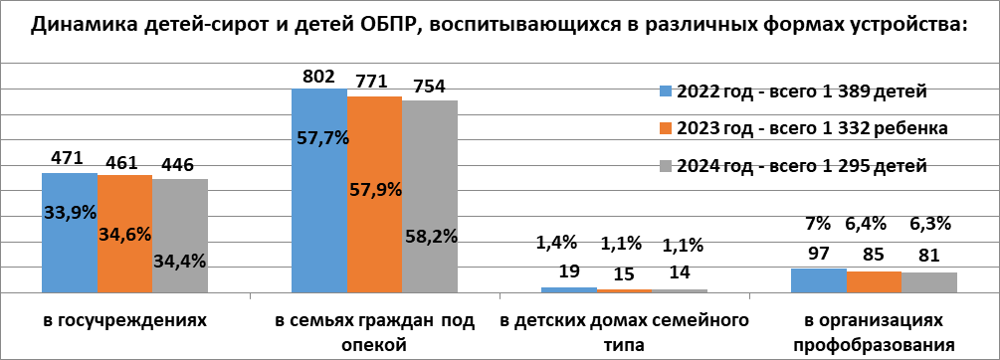 Динамика детей-сирот и детей ОБПР, воспитывающихся в различных формах устройства:
2022 год - всего 1 389 детей
2023 год - всего 1 332 ребенка
2024 год - всего 1 295 детей
471 461 446
33,9%
34,6%
34,4%
802 771 754
57,7%
57,9%
58,2%
1,4% 1,1% 1,1%
19 15 14
7% 6,4% 6,3%
97 85 81
в госучреждениях
в семьях граждан под
опекой
в детских домах семейного
типа
в организациях
профобразования